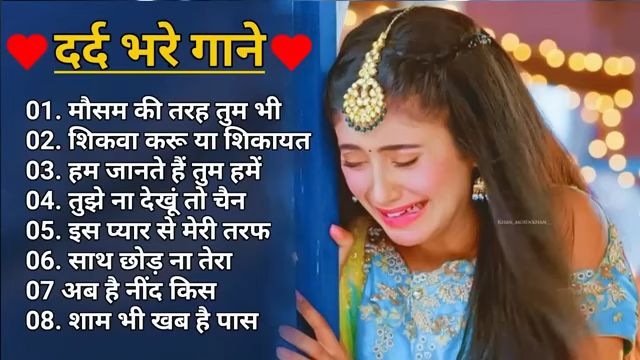 दर्द भरे गाने
01. मौसम की तरह तुम भी
02. शिकवा करू या शिकायत
03. हम जानते हैं तुम हमें
04. तुझे ना देखूं तो चैन
05. इस प्यार से मेरी तरफ
06. साथ छोड़ ना तेरा
07 अब है नींद किस
08. शाम भी खब है पास